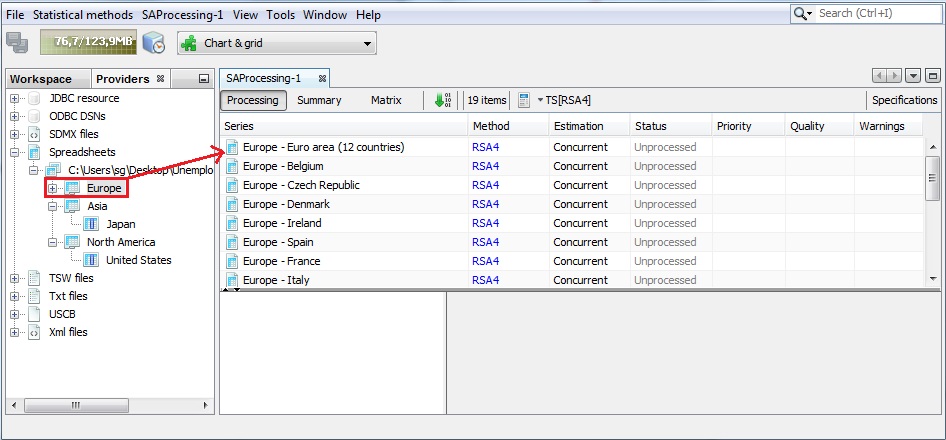 File Statistical methods SAProcessing-1 View Tools Window Help Search (Ctrl+I)
76,7/123,9MB Chart & grid
Workspace Providers SAProcessing-1
JDBC resource
ODBC DSNs
SDMX files
Spreadsheets
C:\Users\sg\Desktop\Unemplo
Europe
Asia
Japan
North America
United States
TSW files
Txt files
USCB
Xml files
Processing Summary Matrix 19 items TS[RSA4] Specifications
Series Method Estimation Status Priority Quality Warnings
Europe - Euro area (12 countries) RSA4 Concurrent Unprocessed
Europe - Belgium RSA4 Concurrent Unprocessed
Europe - Czech Republic RSA4 Concurrent Unprocessed
Europe - Denmark RSA4 Concurrent Unprocessed
Europe - Ireland RSA4 Concurrent Unprocessed
Europe - Spain RSA4 Concurrent Unprocessed
Europe - France RSA4 Concurrent Unprocessed
Europe - Italy RSA4 Concurrent Unprocessed